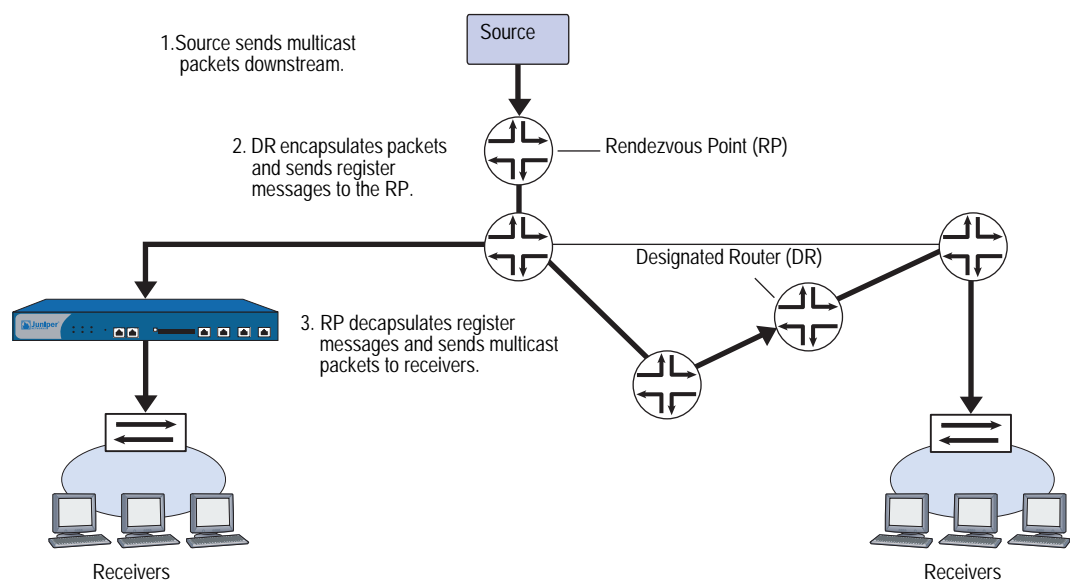 Source
1.Source sends multicast
packets downstream.
2. DR encapsulates packets
and sends register
messages to the RP.
Rendezvous Point (RP)
Designated Router (DR)
Juniper
3. RP decapsulates register
messages and sends multicast
packets to receivers.
Receivers
Receivers